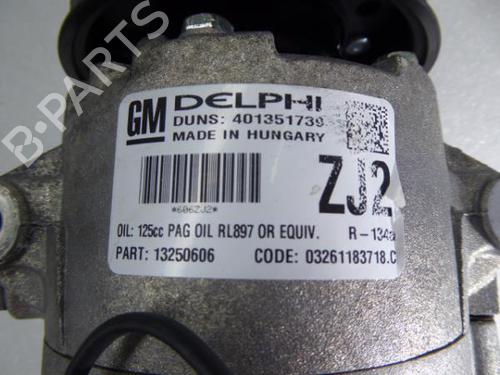 B-PARTS
GM DELPHI
DUNS: 401351739
MADE IN HUNGARY
ZJ2
*606ZJ2*
OIL: 125cc PAG OIL RL897 OR EQUIV. R-134a
PART: 13250606 CODE: 03261183718.C